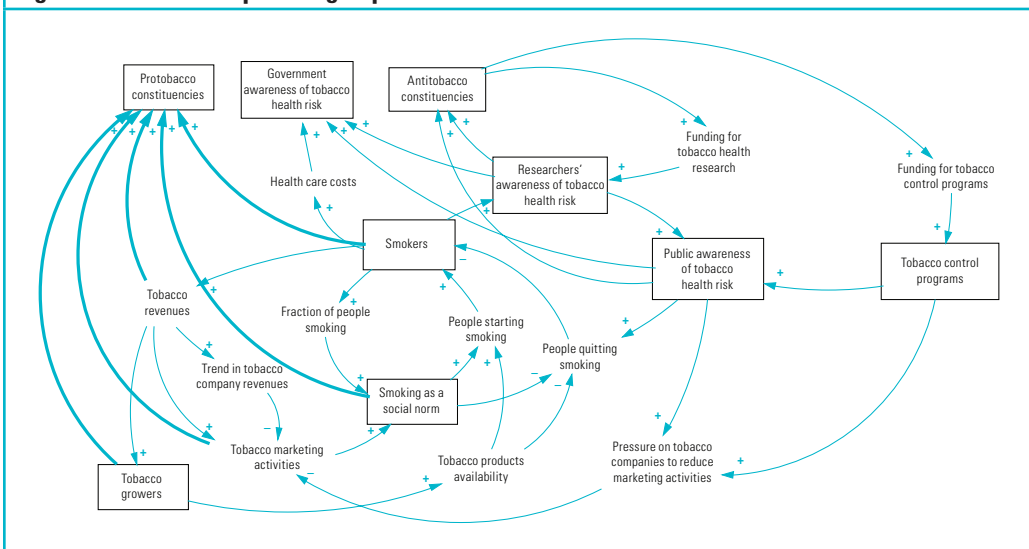 Protobacco
constituencies
Government
awareness of tobacco
health risk
Antitobacco
constituencies
Funding for
tobacco health
research
Funding for tobacco
control programs
Health care costs
Researchers'
awareness of tobacco
health risk
Smokers
Public awareness
of tobacco
health risk
Tobacco control
programs
Tobacco
revenues
Fraction of people
smoking
People starting
smoking
People quitting
smoking
Trend in tobacco
company revenues
Smoking as a
social norm
Tobacco marketing
activities
Tobacco products
availability
Pressure on tobacco
companies to reduce
marketing activities
Tobacco
growers